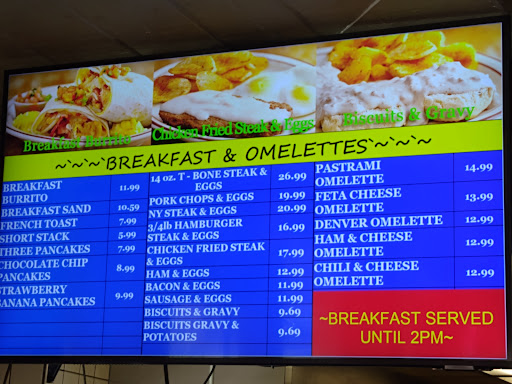 Breakfast Burrito
Chicken Fried Steak & Eggs
Biscuits & Gravy
~`~`~`BREAKFAST & OMELETTES`~`~`~
BREAKFAST
BURRITO 11.99
BREAKFAST SAND 10.59
FRENCH TOAST 7.99
SHORT STACK 5.99
THREE PANCAKES 7.99
CHOCOLATE CHIP
PANCAKES 8.99
STRAWBERRY
BANANA PANCAKES 9.99
14 oz. T - BONE STEAK &
EGGS 26.99
PORK CHOPS & EGGS 19.99
NY STEAK & EGGS 20.99
3/4lb HAMBURGER
STEAK & EGGS 16.99
CHICKEN FRIED STEAK
& EGGS 17.99
HAM & EGGS 12.99
BACON & EGGS 11.99
SAUSAGE & EGGS 11.99
BISCUITS & GRAVY 9.69
BISCUITS GRAVY &
POTATOES 9.69
PASTRAMI
OMELETTE 14.99
FETA CHEESE
OMELETTE 13.99
DENVER OMELETTE 12.99
HAM & CHEESE
OMELETTE 12.99
CHILI & CHEESE
OMELETTE 12.99
~BREAKFAST SERVED
UNTIL 2PM~